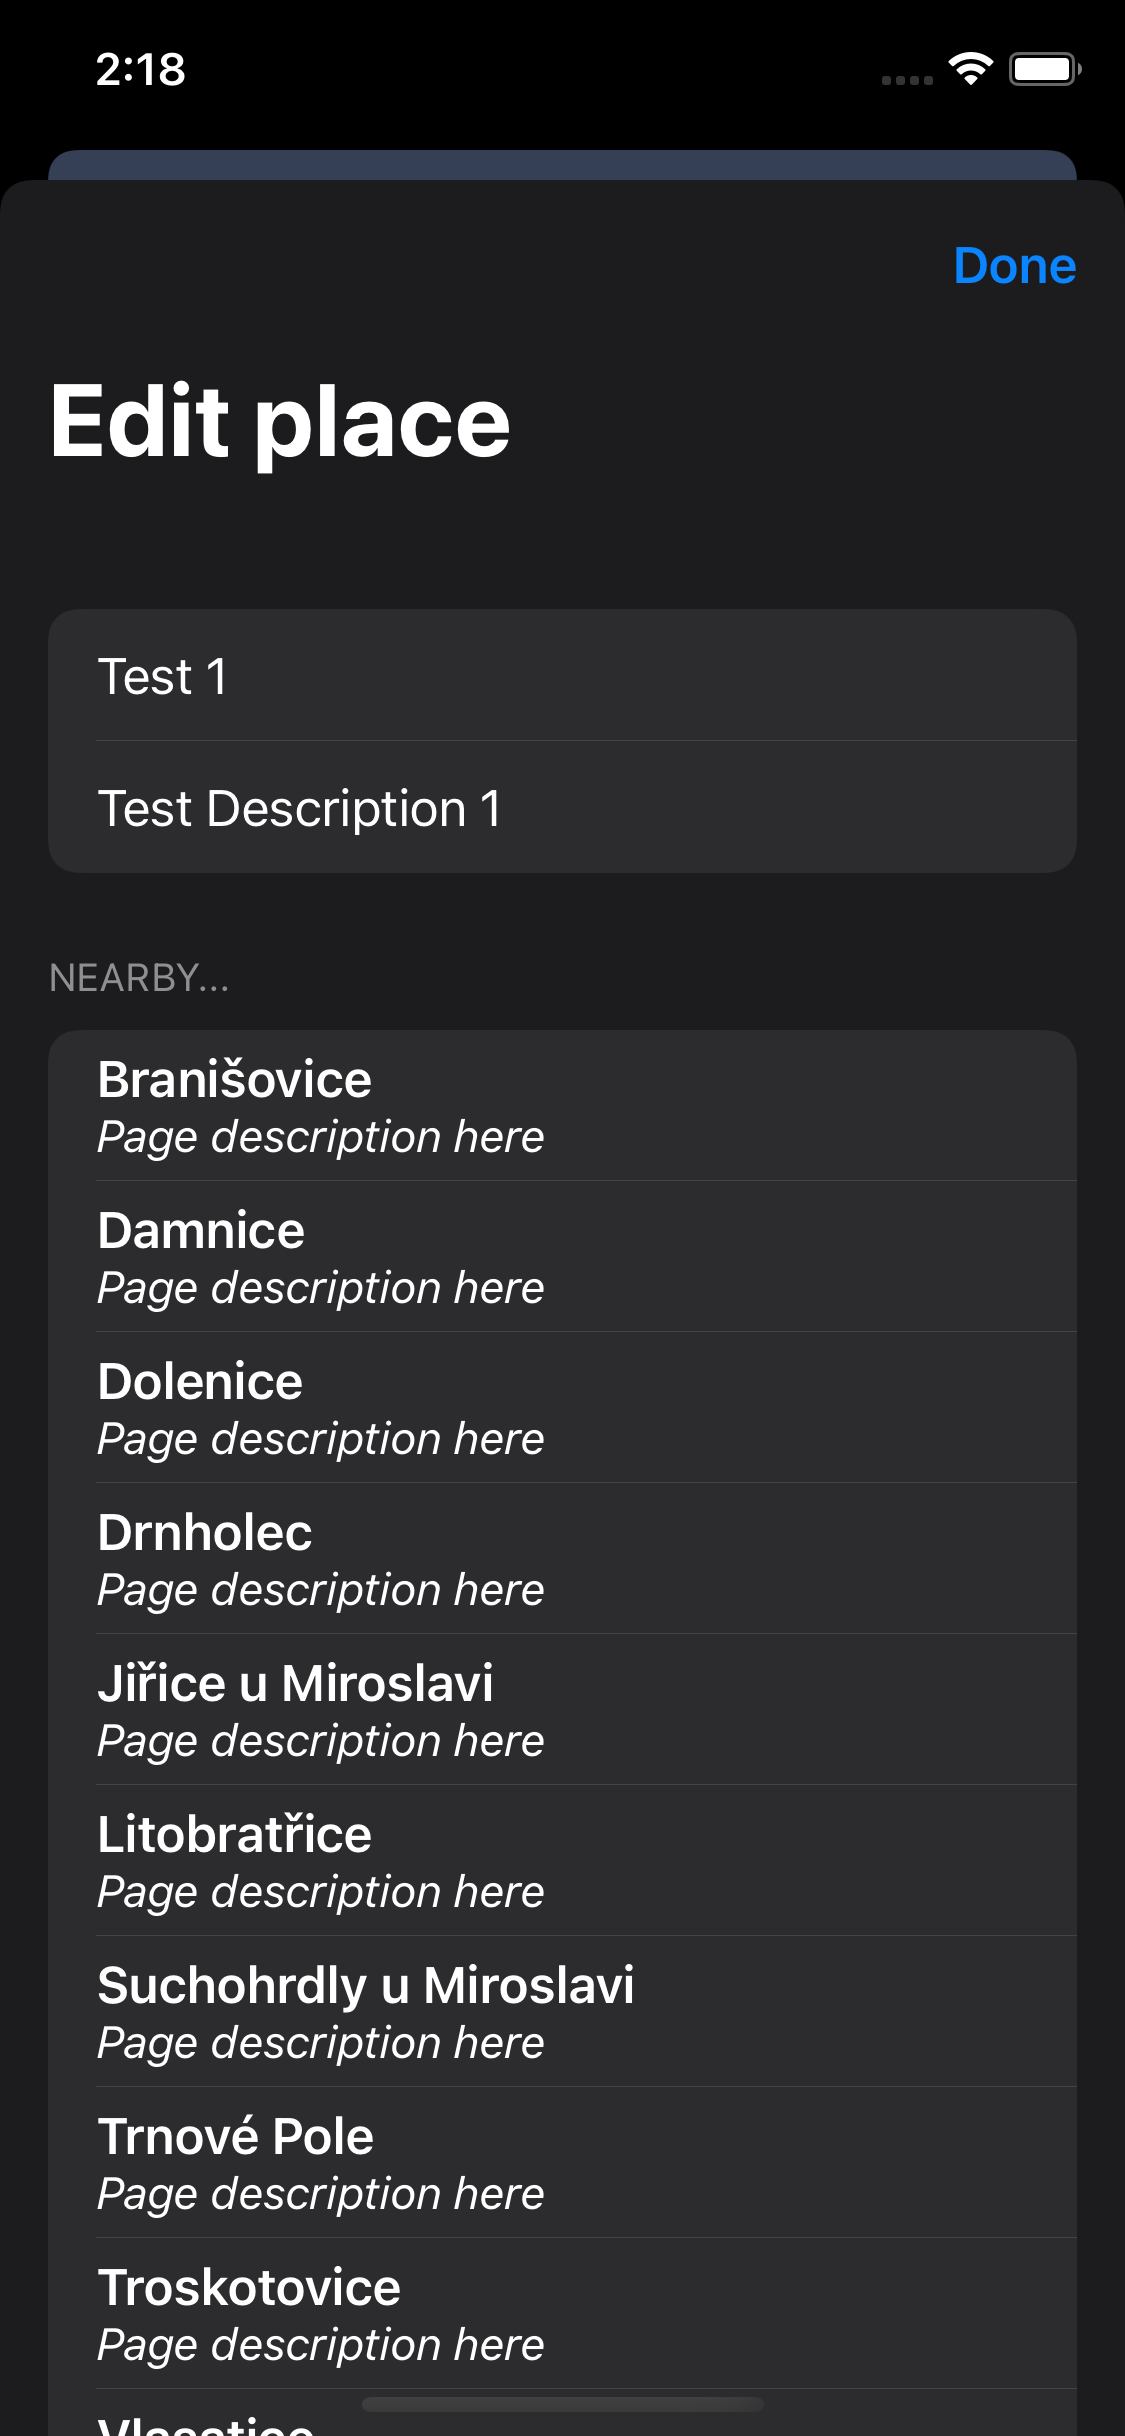 2:18
Done
Edit place
Test 1
Test Description 1
NEARBY...
Branišovice
Page description here
Damnice
Page description here
Dolenice
Page description here
Drnholec
Page description here
Jiřice u Miroslavi
Page description here
Litobratřice
Page description here
Suchohrdly u Miroslavi
Page description here
Trnové Pole
Page description here
Troskotovice
Page description here